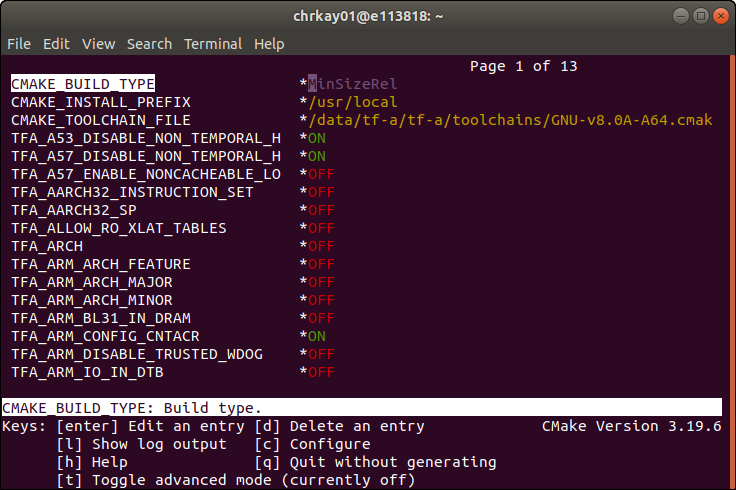 chrkay01@e113818: ~
File Edit View Search Terminal Help
Page 1 of 13
CMAKE_BUILD_TYPE *MinSizeRel
CMAKE_INSTALL_PREFIX */usr/local
CMAKE_TOOLCHAIN_FILE */data/tf-a/tf-a/toolchains/GNU-v8.0A-A64.cmak
TFA_A53_DISABLE_NON_TEMPORAL_H *ON
TFA_A57_DISABLE_NON_TEMPORAL_H *ON
TFA_A57_ENABLE_NONCACHEABLE_LO *OFF
TFA_AARCH32_INSTRUCTION_SET *OFF
TFA_AARCH32_SP *OFF
TFA_ALLOW_RO_XLAT_TABLES *OFF
TFA_ARCH *OFF
TFA_ARM_ARCH_FEATURE *OFF
TFA_ARM_ARCH_MAJOR *OFF
TFA_ARM_ARCH_MINOR *OFF
TFA_ARM_BL31_IN_DRAM *OFF
TFA_ARM_CONFIG_CNTACR *ON
TFA_ARM_DISABLE_TRUSTED_WDOG *OFF
TFA_ARM_IO_IN_DTB *OFF
CMAKE_BUILD_TYPE: Build type.
Keys: [enter] Edit an entry [d] Delete an entry CMake Version 3.19.6
[l] Show log output [c] Configure
[h] Help [q] Quit without generating
[t] Toggle advanced mode (currently off)